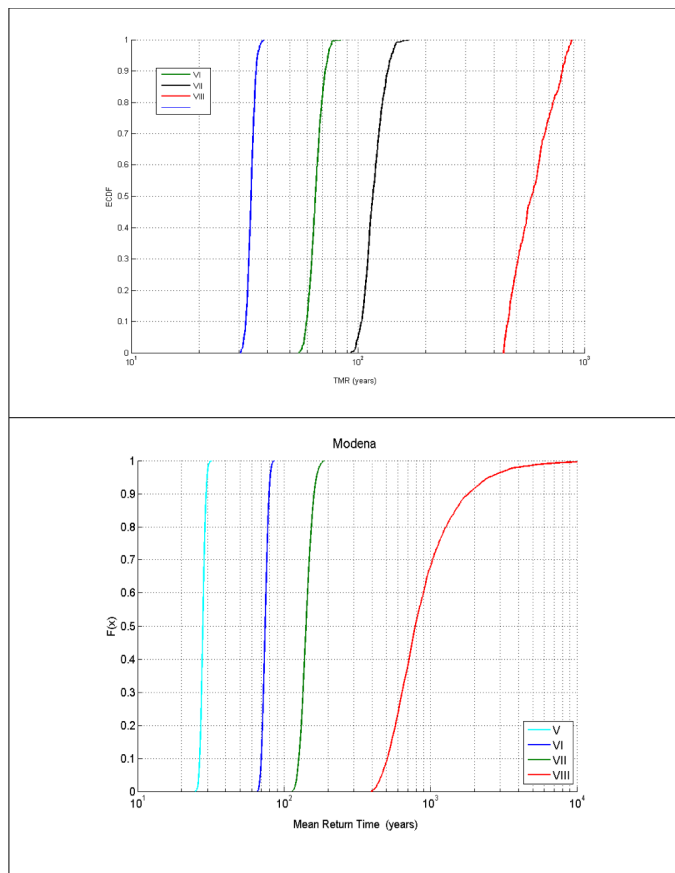 1
0.9
VI
0.8
VII
VIII
0.7
0.6
ECDF
0.5
0.4
0.3
0.2
0.1
0
10^1
10^2
10^3
TMR (years)
Modena
1
0.9
0.8
0.7
0.6
F(x)
0.5
0.4
0.3
0.2
V
VI
0.1
VII
VIII
0
10^1
10^2
10^3
10^4
Mean Return Time (years)